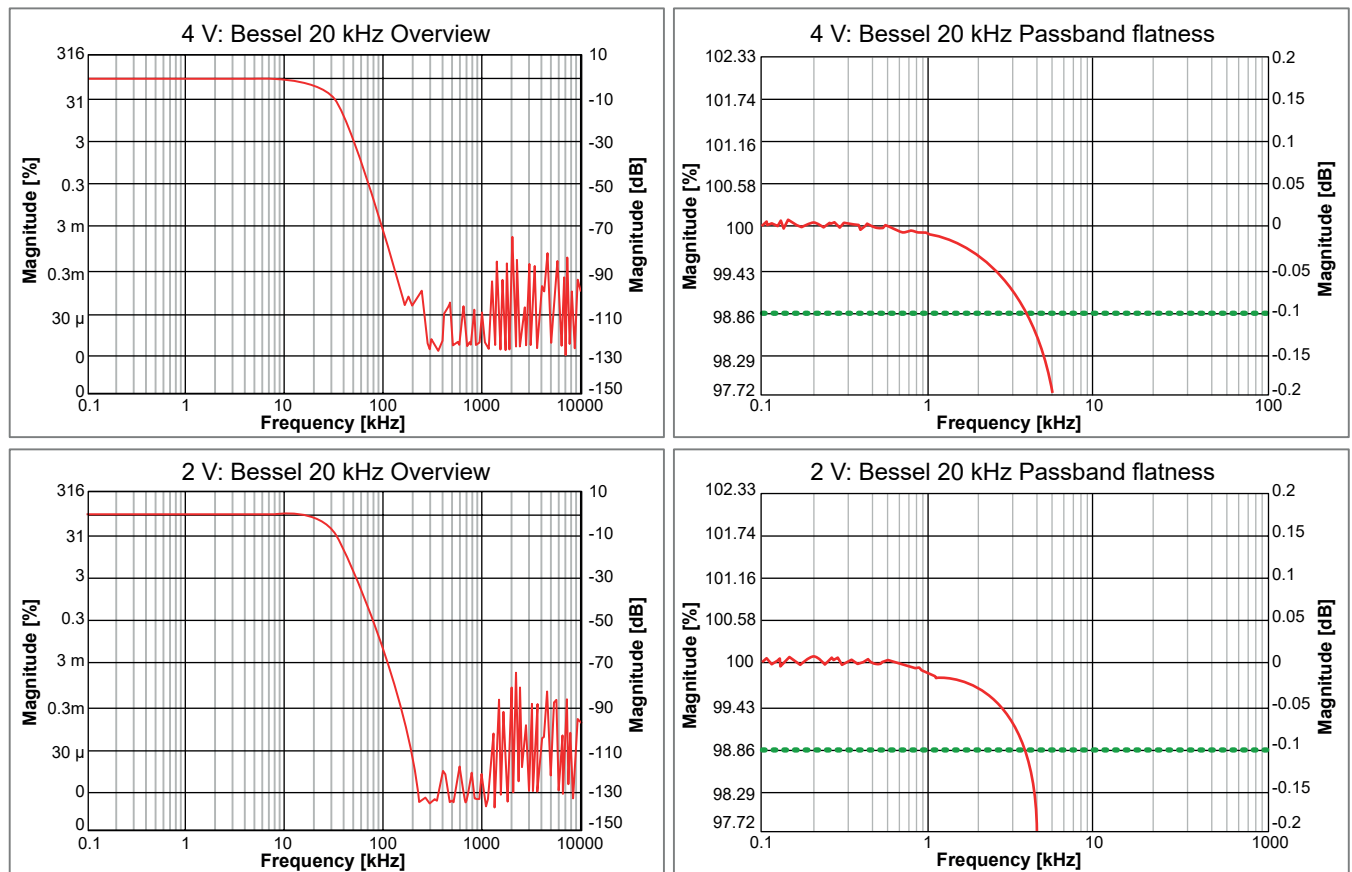 4 V: Bessel 20 kHz Overview
316
31
3
0.3
3 m
0.3m
30 µ
0
0
Magnitude [%]
10
-10
-30
-50
-70
-90
-110
-130
-150
Magnitude [dB]
0.1 1 10 100 1000 10000
Frequency [kHz]
4 V: Bessel 20 kHz Passband flatness
102.33
101.74
101.16
100.58
100
99.43
98.86
98.29
97.72
Magnitude [%]
0.2
0.15
0.1
0.05
0
-0.05
-0.1
-0.15
-0.2
Magnitude [dB]
0.1 1 10 100
Frequency [kHz]
2 V: Bessel 20 kHz Overview
316
31
3
0.3
3 m
0.3m
30 µ
0
0
Magnitude [%]
10
-10
-30
-50
-70
-90
-110
-130
-150
Magnitude [dB]
0.1 1 10 100 1000 10000
Frequency [kHz]
2 V: Bessel 20 kHz Passband flatness
102.33
101.74
101.16
100.58
100
99.43
98.86
98.29
97.72
Magnitude [%]
0.2
0.15
0.1
0.05
0
-0.05
-0.1
-0.15
-0.2
Magnitude [dB]
0.1 1 10 1000
Frequency [kHz]